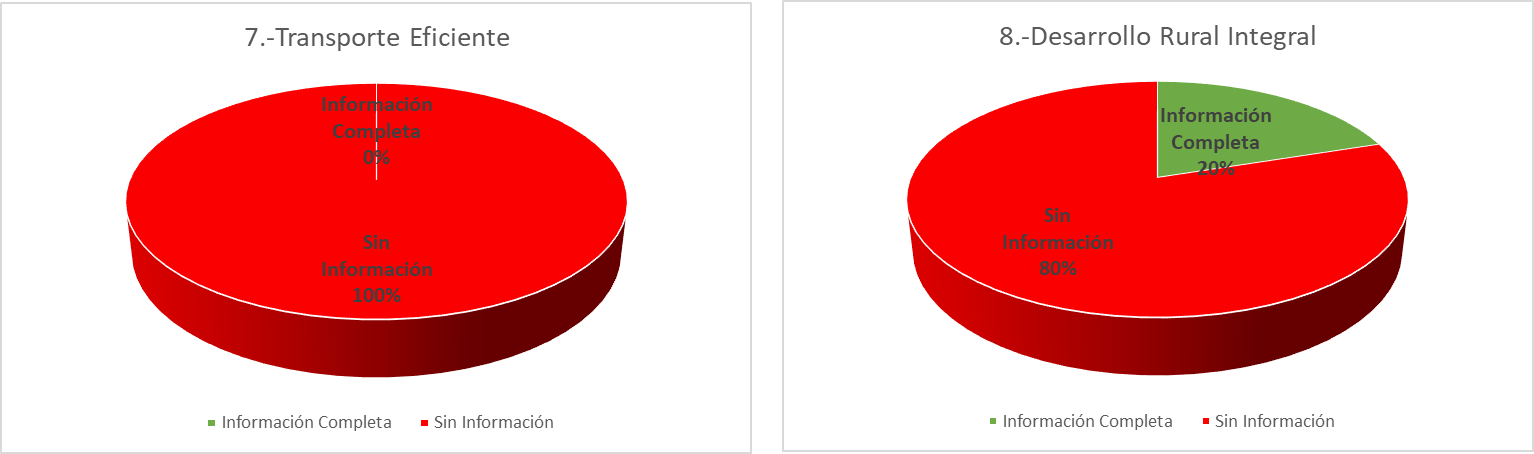 7.-Transporte Eficiente
Información
Completa
0%
Sin
Información
100%
Información Completa
Sin Información
8.-Desarrollo Rural Integral
Información
Completa
20%
Sin
Información
80%
Información Completa
Sin Información